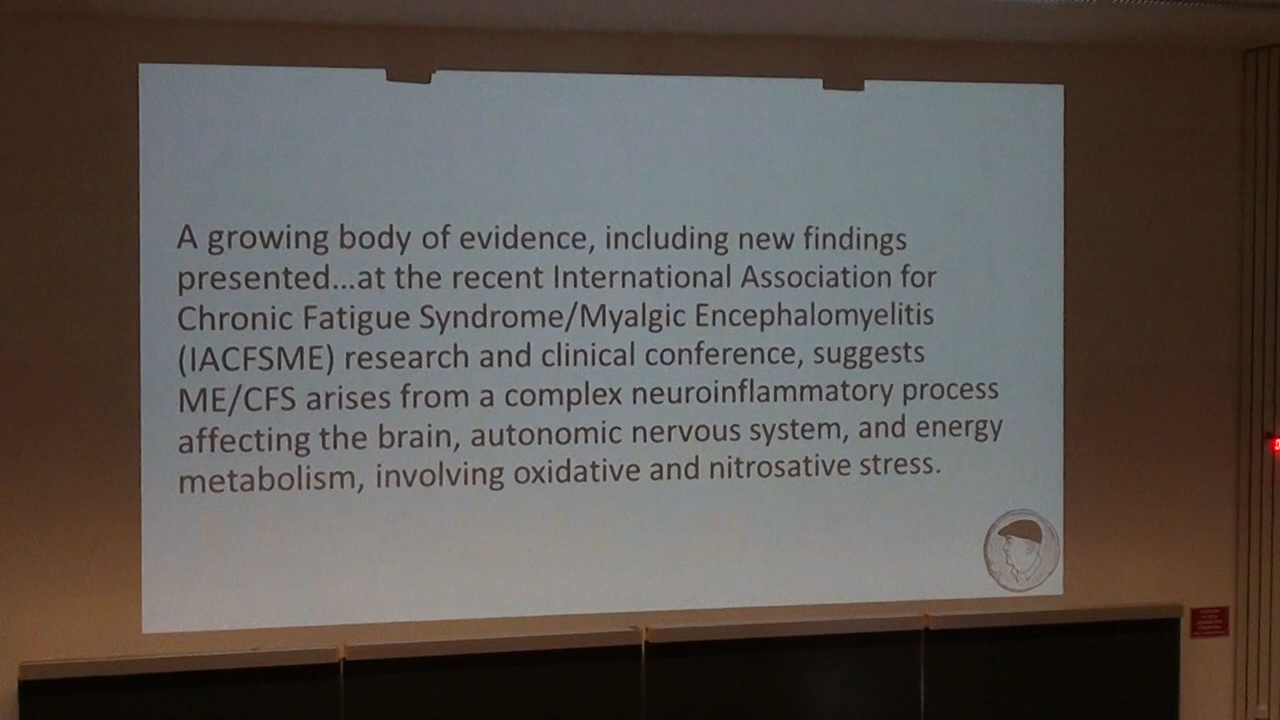 A growing body of evidence, including new findings
presented...at the recent International Association for
Chronic Fatigue Syndrome/Myalgic Encephalomyelitis
(IACFSME) research and clinical conference, suggests
ME/CFS arises from a complex neuroinflammatory process
affecting the brain, autonomic nervous system, and energy
metabolism, involving oxidative and nitrosative stress.